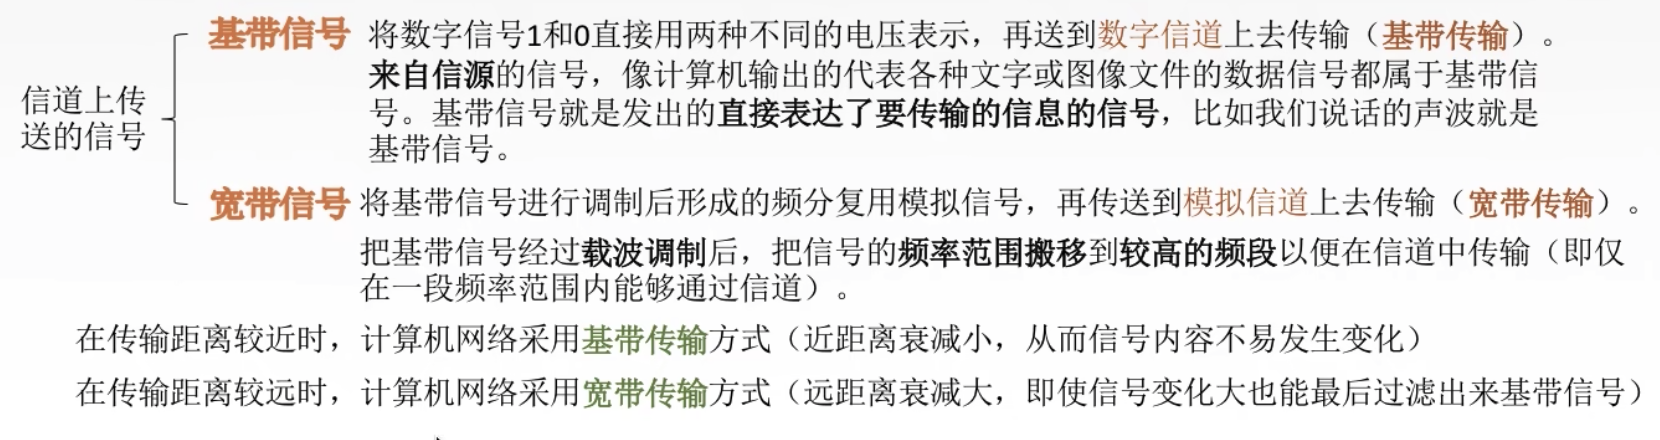 基带信号 将数字信号1和0直接用两种不同的电压表示，再送到数字信道上去传输（基带传输）。
来自信源的信号，像计算机输出的代表各种文字或图像文件的数据信号都属于基带信
号。基带信号就是发出的直接表达了要传输的信息的信号，比如我们说话的声波就是
基带信号。
信道上传
送的信号
宽带信号 将基带信号进行调制后形成的频分复用模拟信号，再传送到模拟信道上去传输（宽带传输）。
把基带信号经过载波调制后，把信号的频率范围搬移到较高的频段以便在信道中传输（即仅
在一段频率范围内能够通过信道）。
在传输距离较近时，计算机网络采用基带传输方式（近距离衰减小，从而信号内容不易发生变化）
在传输距离较远时，计算机网络采用宽带传输方式（远距离衰减大，即使信号变化大也能最后过滤出来基带信号）